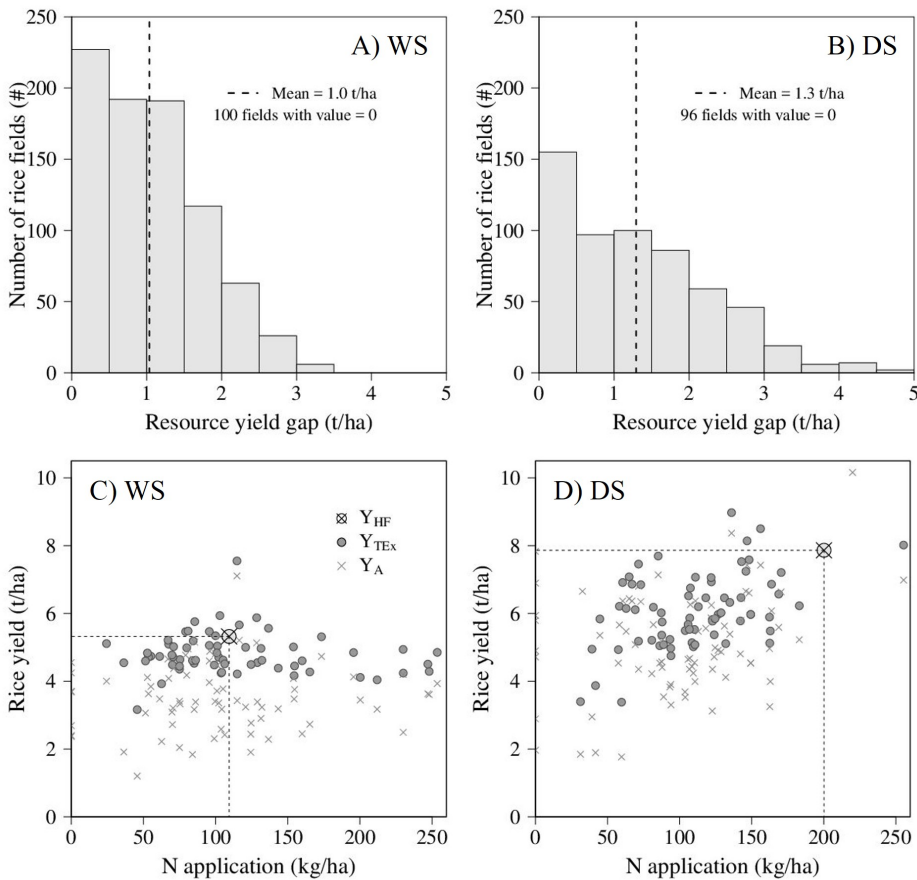 A) WS
250
200
150
100
50
0
Number of rice fields (#)
Mean = 1.0 t/ha
100 fields with value = 0
0 1 2 3 4 5
Resource yield gap (t/ha)
B) DS
250
200
150
100
50
0
Number of rice fields (#)
Mean = 1.3 t/ha
96 fields with value = 0
0 1 2 3 4 5
Resource yield gap (t/ha)
C) WS
10
8
6
4
2
0
Rice yield (t/ha)
Y_HF
Y_TEx
Y_A
0 50 100 150 200 250
N application (kg/ha)
D) DS
10
8
6
4
2
0
Rice yield (t/ha)
0 50 100 150 200 250
N application (kg/ha)